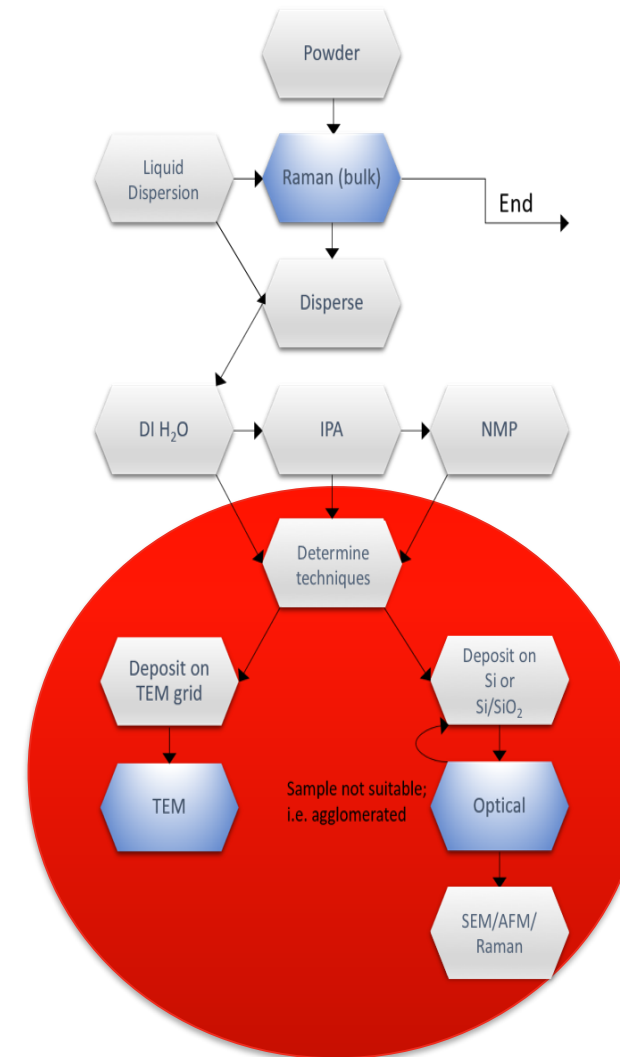 Powder
Liquid
Dispersion
Raman (bulk)
End
Disperse
DI H₂O
IPA
NMP
Determine
techniques
Deposit on
TEM grid
Deposit on
Si or
Si/SiO₂
TEM
Sample not suitable;
i.e. agglomerated
Optical
SEM/AFM/
Raman